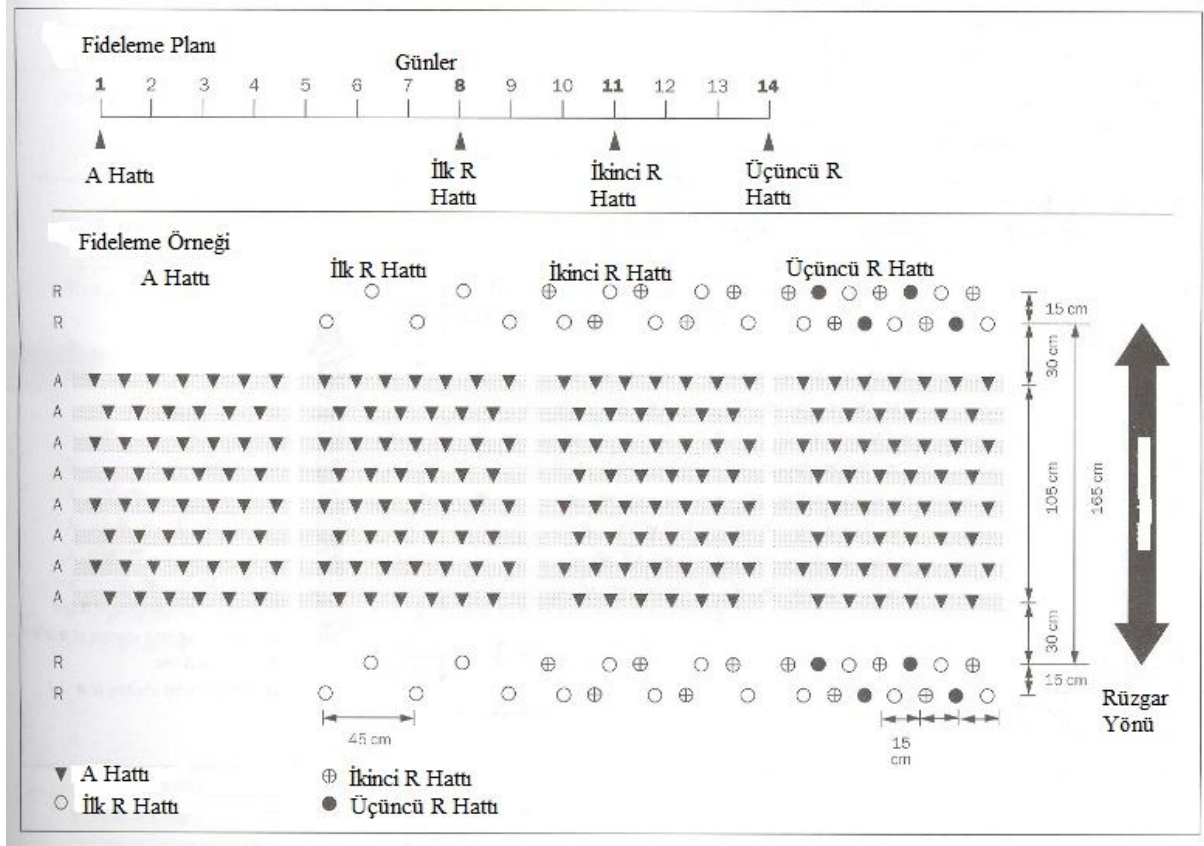 Fideleme Planı
Günler
1 2 3 4 5 6 7 8 9 10 11 12 13 14
A Hattı
İlk R
Hattı
İkinci R
Hattı
Üçüncü R
Hattı
Fideleme Örneği
A Hattı
İlk R Hattı
İkinci R Hattı
Üçüncü R Hattı
R
R
A
A
A
A
A
A
A
A
R
R
15 cm
30 cm
105 cm
165 cm
30 cm
15 cm
Rüzgar
Yönü
45 cm
15
cm
A Hattı
İlk R Hattı
İkinci R Hattı
Üçüncü R Hattı